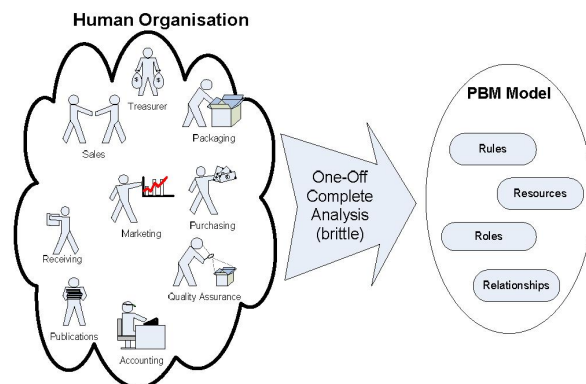 Human Organisation
Treasurer
Packaging
Sales
Marketing
Purchasing
Receiving
Quality Assurance
Publications
Accounting
One-Off
Complete
Analysis
(brittle)
PBM Model
Rules
Resources
Roles
Relationships